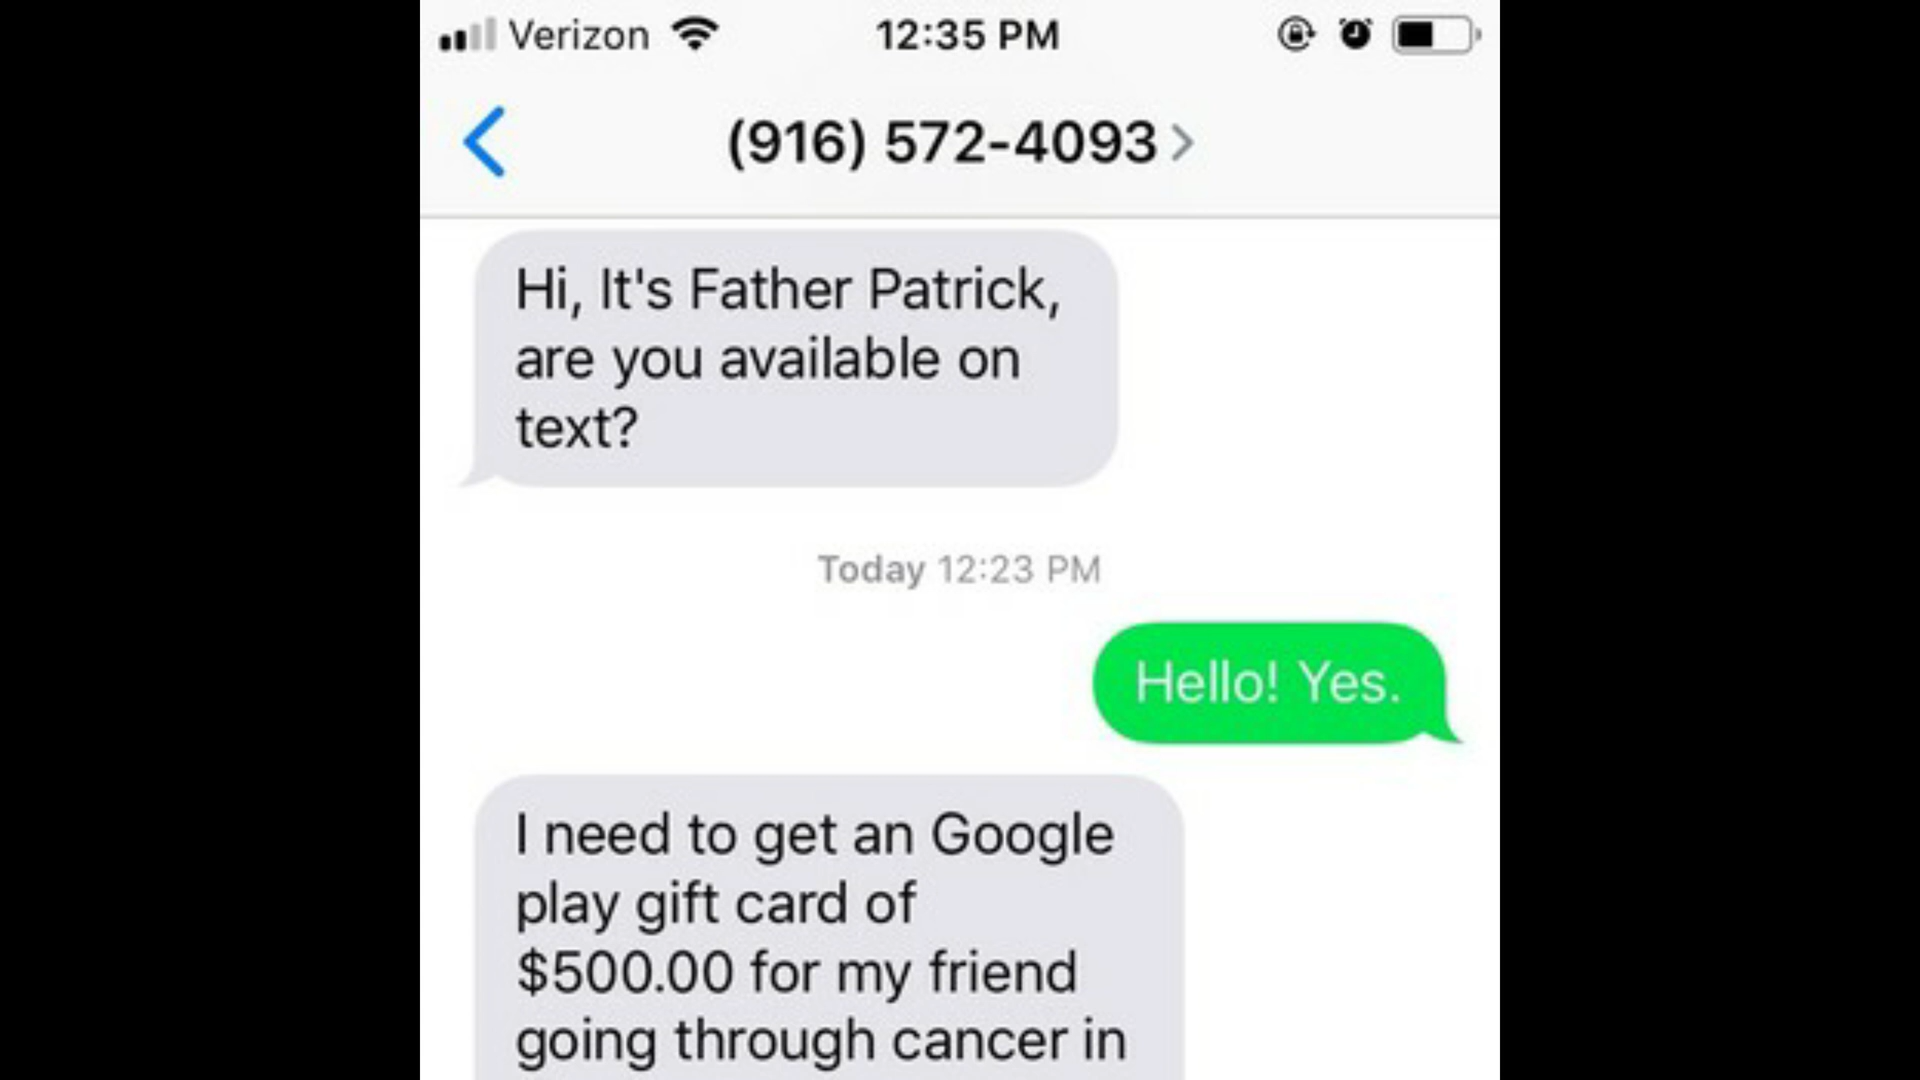 Verizon 12:35 PM
(916) 572-4093
Hi, It's Father Patrick,
are you available on
text?
Today 12:23 PM
Hello! Yes.
I need to get an Google
play gift card of
$500.00 for my friend
going through cancer in